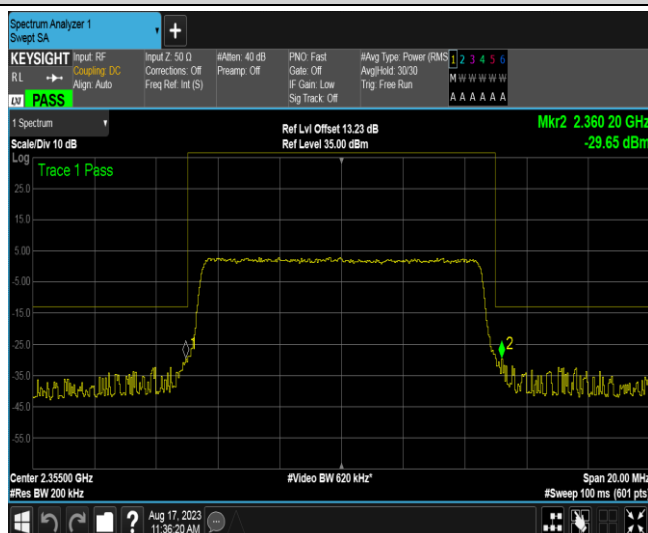 Spectrum Analyzer 1
Swept SA
+
KEYSIGHT
RL
LXI PASS
Input: RF
Coupling: DC
Align: Auto
Input Z: 50 Ω
Corrections: Off
Freq Ref: Int (S)
#Atten: 40 dB
Preamp: Off
PNO: Fast
Gate: Off
IF Gain: Low
Sig Track: Off
#Avg Type: Power (RMS
Avg|Hold: 30/30
Trig: Free Run
1 2 3 4 5 6
M W W W W W
A A A A A A
1 Spectrum
Scale/Div 10 dB
Ref Lvl Offset 13.23 dB
Ref Level 35.00 dBm
Mkr2 2.360 20 GHz
-29.65 dBm
Log
Trace 1 Pass
25.0
15.0
5.00
-5.00
-15.0
-25.0
-35.0
-45.0
-55.0
1
2
Center 2.35500 GHz
#Res BW 200 kHz
#Video BW 620 kHz*
Span 20.00 MHz
#Sweep 100 ms (601 pts)
?
Aug 17, 2023
11:36:20 AM